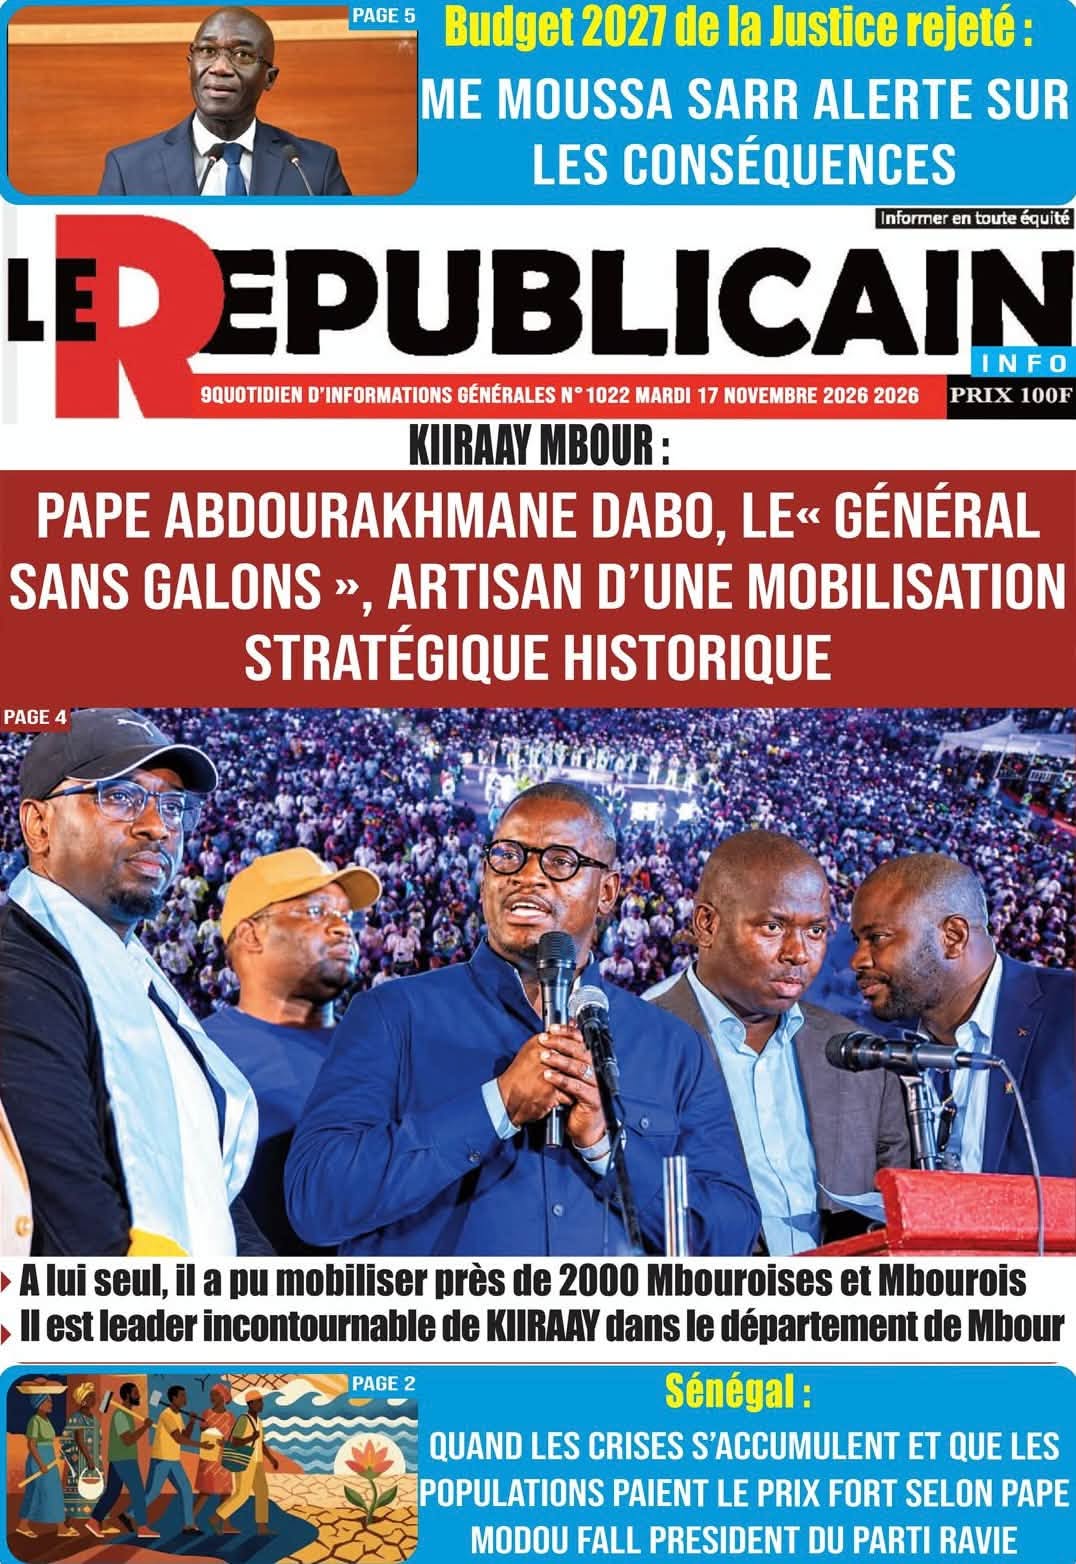 PAGE 5
Budget 2027 de la Justice rejeté :
ME MOUSSA SARR ALERTE SUR
LES CONSÉQUENCES
Informer en toute équité
LE REPUBLICAIN
INFO
9QUOTIDIEN D'INFORMATIONS GÉNÉRALES N° 1022 MARDI 17 NOVEMBRE 2026 2026
PRIX 100F
KIIRAAY MBOUR :
PAPE ABDOURAKHMANE DABO, LE« GÉNÉRAL
SANS GALONS », ARTISAN D'UNE MOBILISATION
STRATÉGIQUE HISTORIQUE
PAGE 4
A lui seul, il a pu mobiliser près de 2000 Mbouroises et Mbourois
Il est leader incontournable de KIIRAAY dans le département de Mbour
PAGE 2
Sénégal :
QUAND LES CRISES S'ACCUMULENT ET QUE LES
POPULATIONS PAIENT LE PRIX FORT SELON PAPE
MODOU FALL PRESIDENT DU PARTI RAVIE